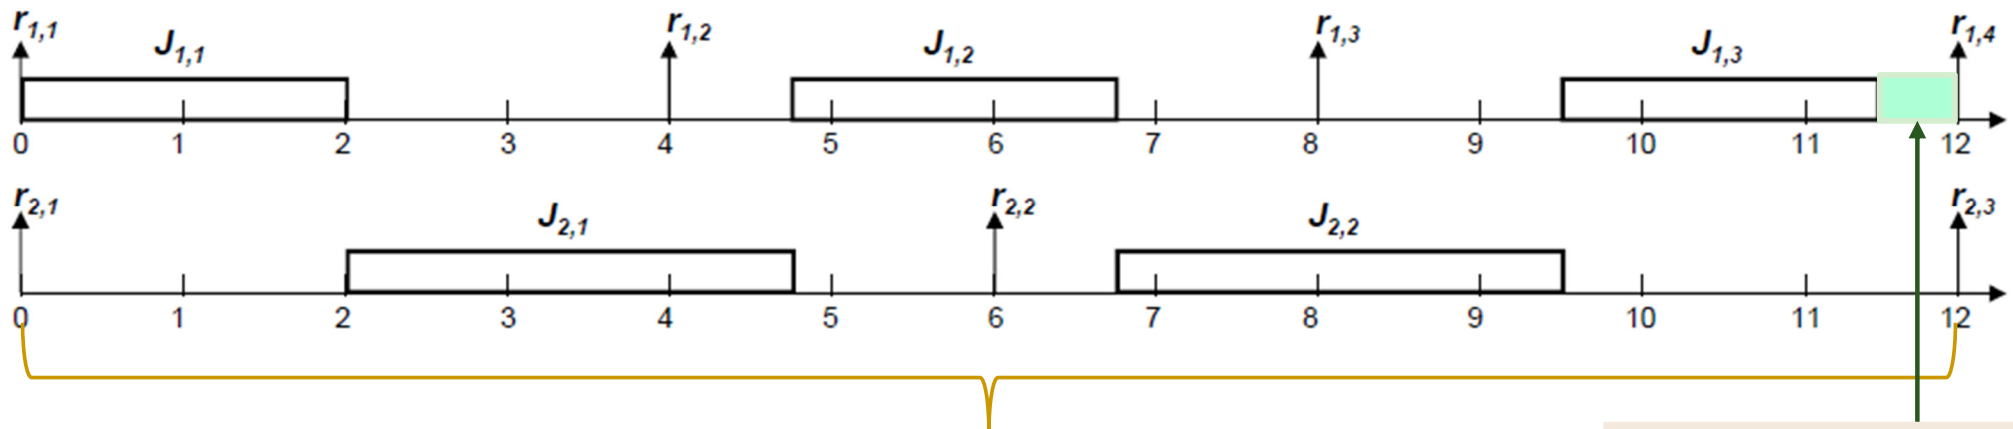 r1,1 r1,2 r1,3 r1,4
J1,1 J1,2 J1,3
0 1 2 3 4 5 6 7 8 9 10 11 12
r2,1 r2,2 r2,3
J2,1 J2,2
0 1 2 3 4 5 6 7 8 9 10 11 12